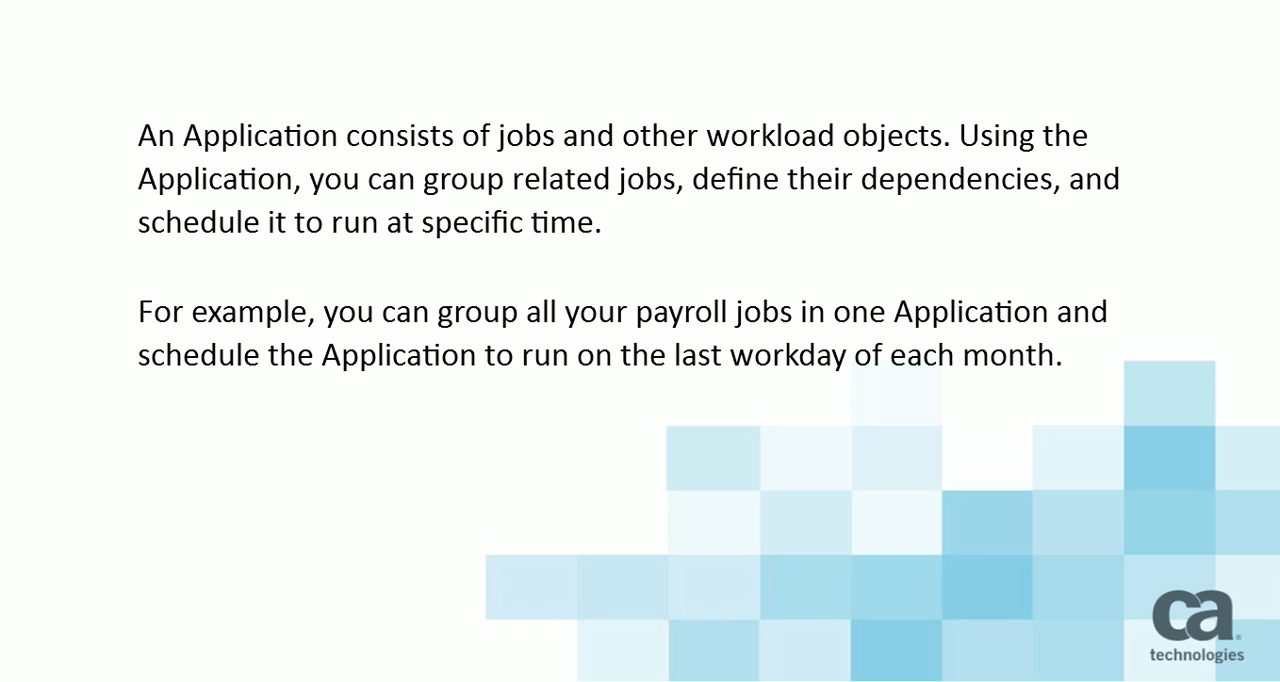 An Application consists of jobs and other workload objects. Using the
Application, you can group related jobs, define their dependencies, and
schedule it to run at specific time.
For example, you can group all your payroll jobs in one Application and
schedule the Application to run on the last workday of each month.
ca
technologies